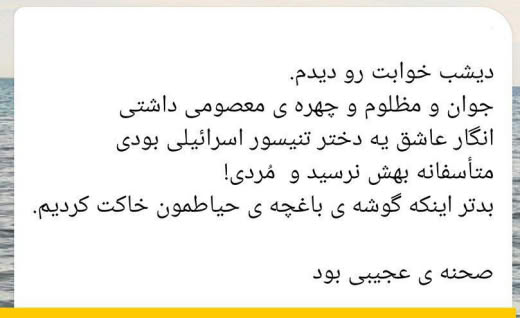 دیشب خوابت رو دیدم.
جوان و مظلوم و چهره ی معصومی داشتی
انگار عاشق یه دختر تنیسور اسرائیلی بودی
متأسفانه بهش نرسید و مُردی!
بدتر اینکه گوشه ی باغچه ی حیاطمون خاکت کردیم.
صحنه ی عجیبی بود